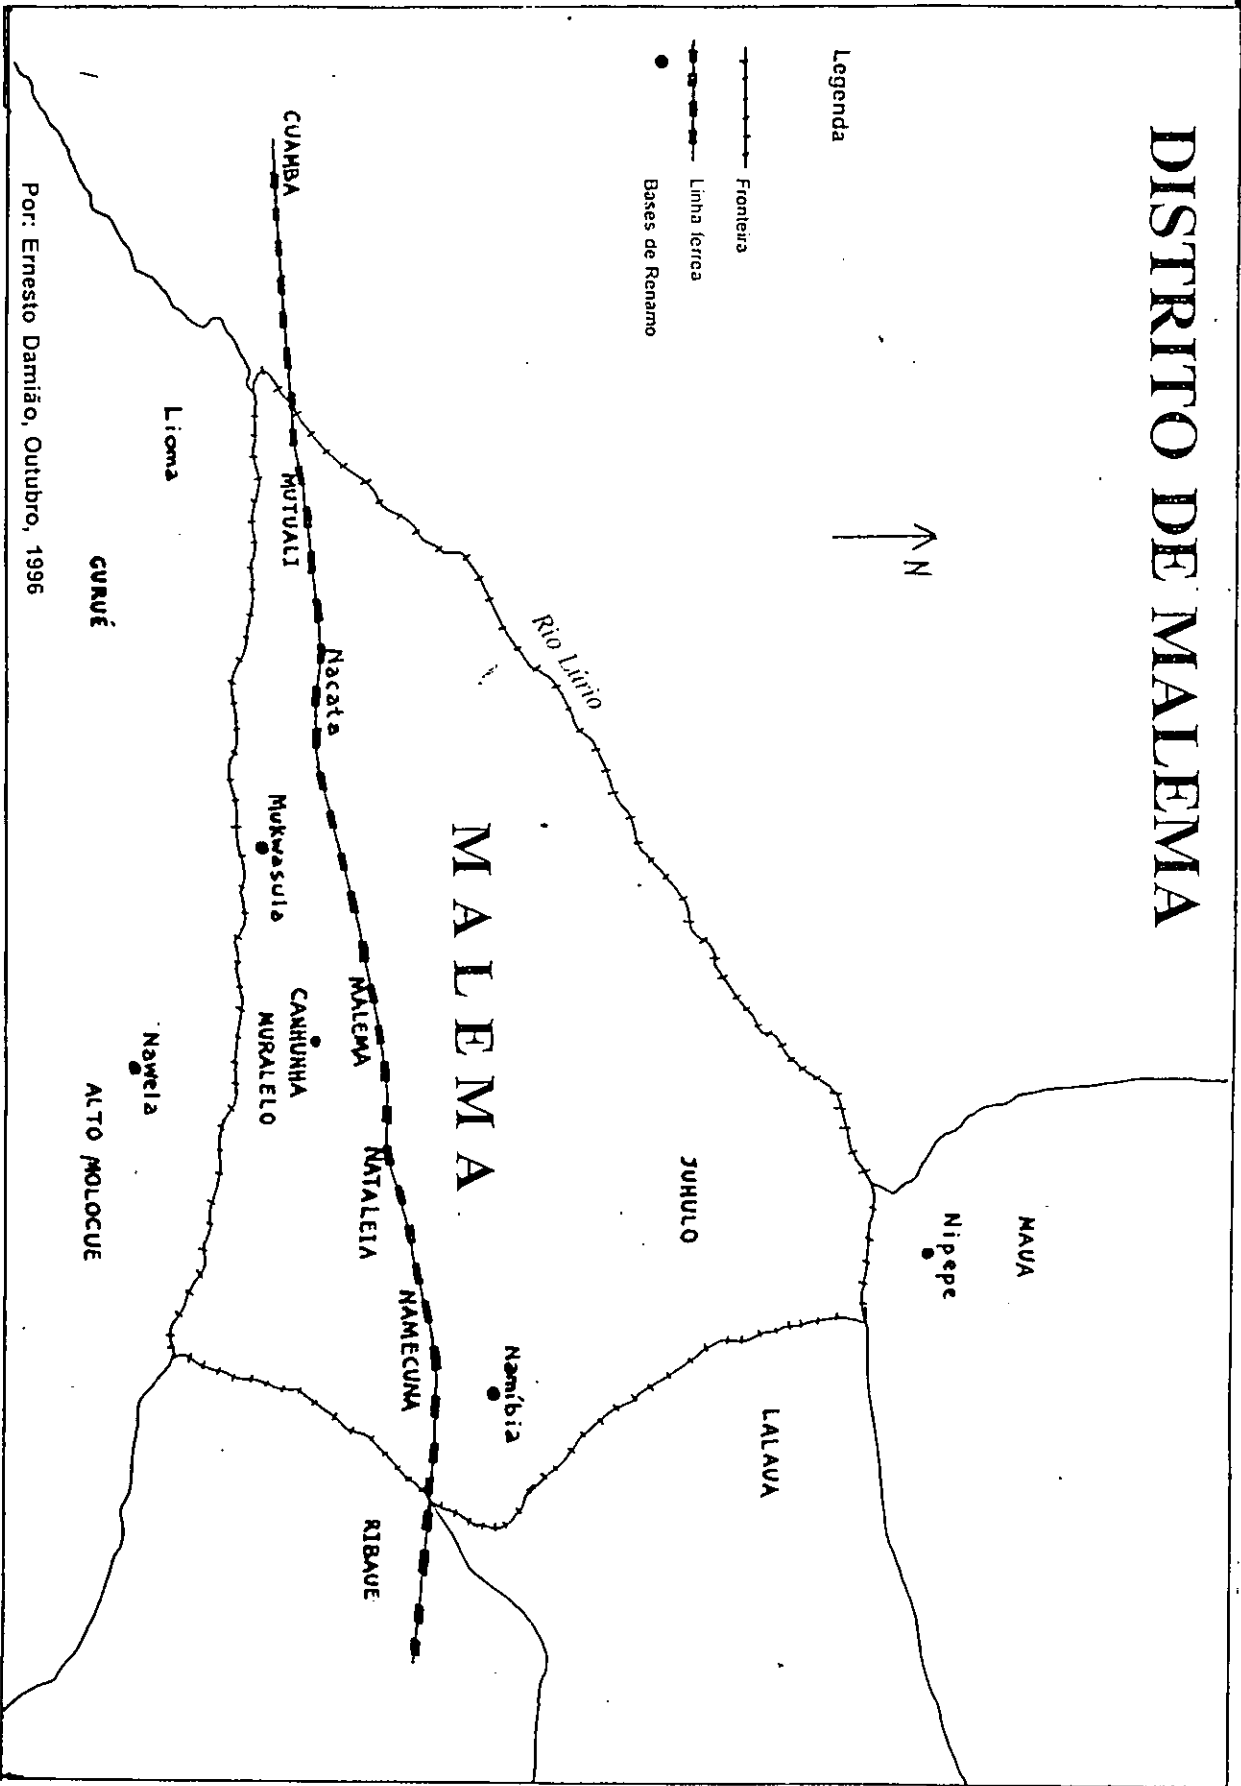 DISTRITO DE MALEMA
Legenda
Fronteira
Linha ferrea
Bases de Renamo
N
MAUA
Nipepe
Rio Lúrio
JUHULO
LALAUA
MALEMA
Namíbia
CUAMBA
MUTUALI
Nacata
MALEMA
NATALEIA
NAMECUNA
RIBAUE
Mukwasula
CANHUNHA
MURALELO
Lioma
Nawela
GURUÉ
ALTO MOLOCUE
Por: Ernesto Damião, Outubro, 1996